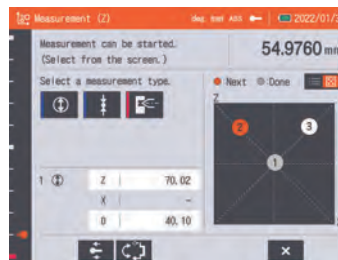 Measurement (Z) deg. mm ABS 2022/01/
Measurement can be started.
(Select from the screen.)
54.9760 mm
Select a measurement type.
Next Done
Z
2 3
1
1 Z 70.02
X -
D 40.10
×